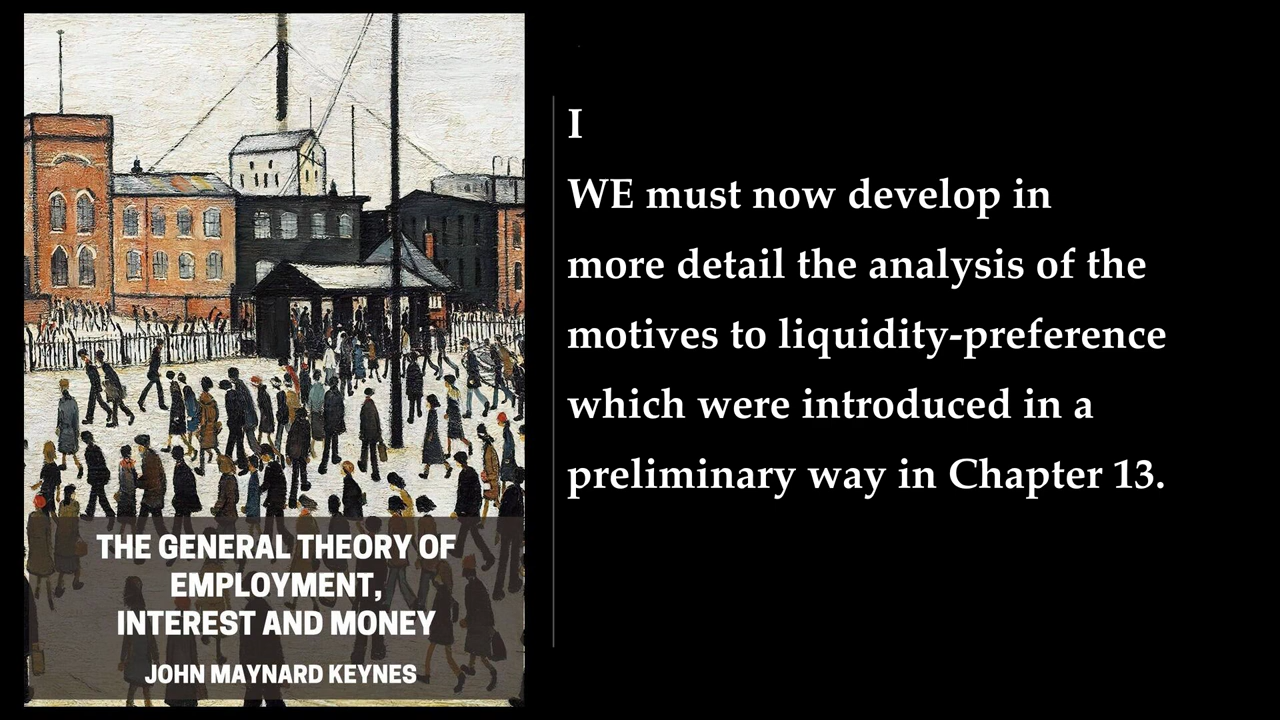 THE GENERAL THEORY OF
EMPLOYMENT,
INTEREST AND MONEY
JOHN MAYNARD KEYNES
I
WE must now develop in
more detail the analysis of the
motives to liquidity-preference
which were introduced in a
preliminary way in Chapter 13.